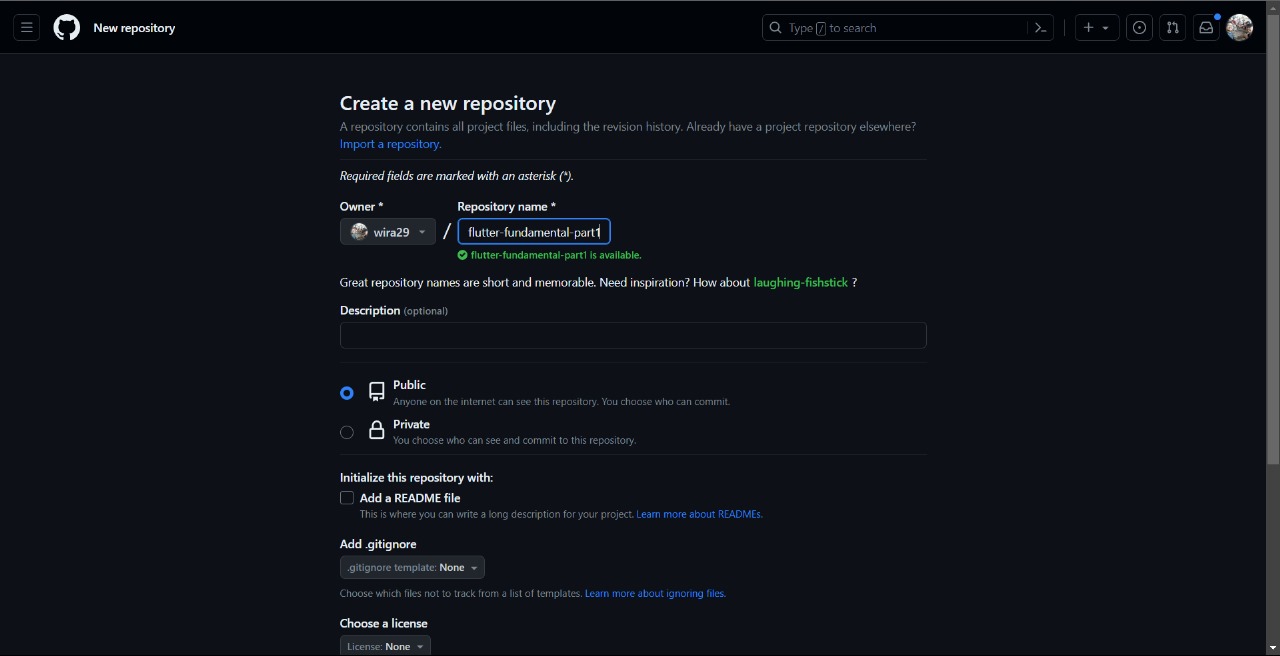 New repository
Type / to search
Create a new repository
A repository contains all project files, including the revision history. Already have a project repository elsewhere?
Import a repository.
Required fields are marked with an asterisk (*).
Owner * Repository name *
wira29 / flutter-fundamental-part1
flutter-fundamental-part1 is available.
Great repository names are short and memorable. Need inspiration? How about laughing-fishstick ?
Description (optional)
Public
Anyone on the internet can see this repository. You choose who can commit.
Private
You choose who can see and commit to this repository.
Initialize this repository with:
Add a README file
This is where you can write a long description for your project. Learn more about READMEs.
Add .gitignore
.gitignore template: None
Choose which files not to track from a list of templates. Learn more about ignoring files.
Choose a license
License: None